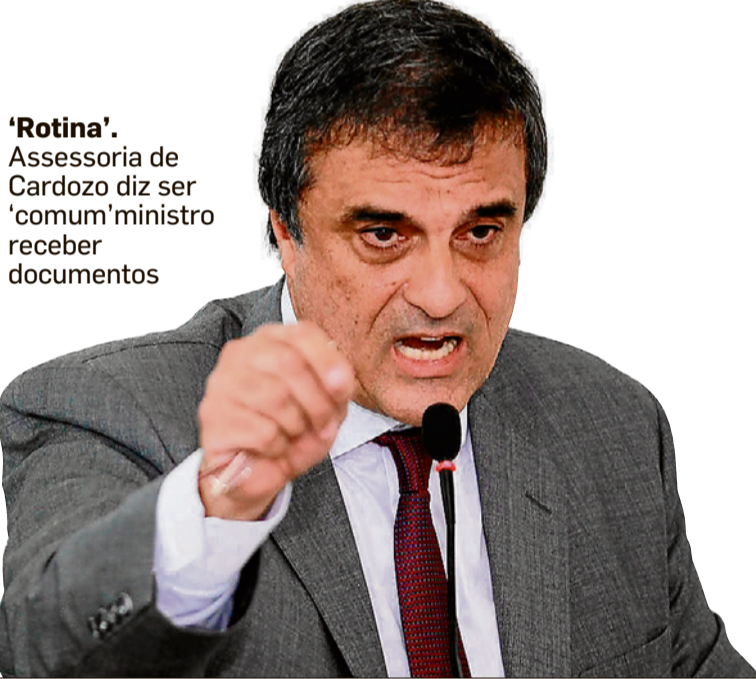 ‘Rotina’.
Assessoria de
Cardozo diz ser
‘comum’ministro
receber
documentos